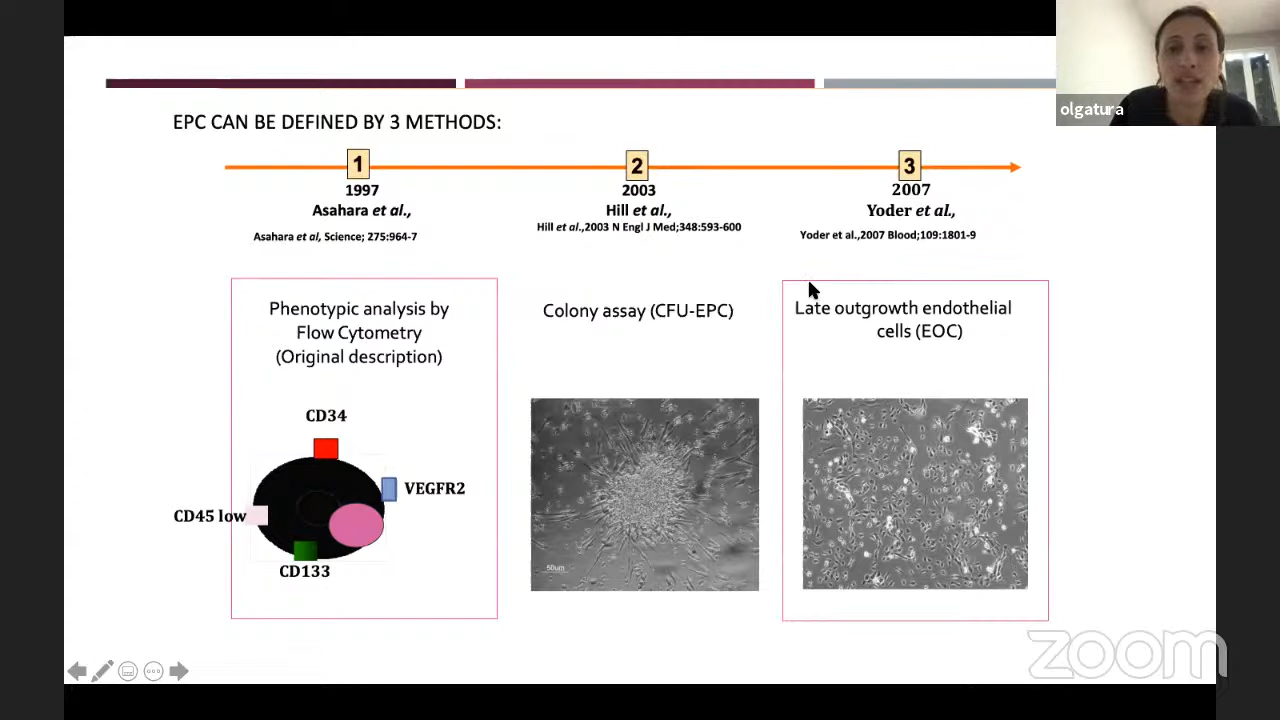 olgatura
EPC CAN BE DEFINED BY 3 METHODS:
1
1997
Asahara et al.,
Asahara et al, Science; 275:964-7
2
2003
Hill et al.,
Hill et al.,2003 N Engl J Med;348:593-600
3
2007
Yoder et al.,
Yoder et al.,2007 Blood;109:1801-9
Phenotypic analysis by
Flow Cytometry
(Original description)
CD34
VEGFR2
CD45 low
CD133
Colony assay (CFU-EPC)
50um
Late outgrowth endothelial
cells (EOC)
zoom